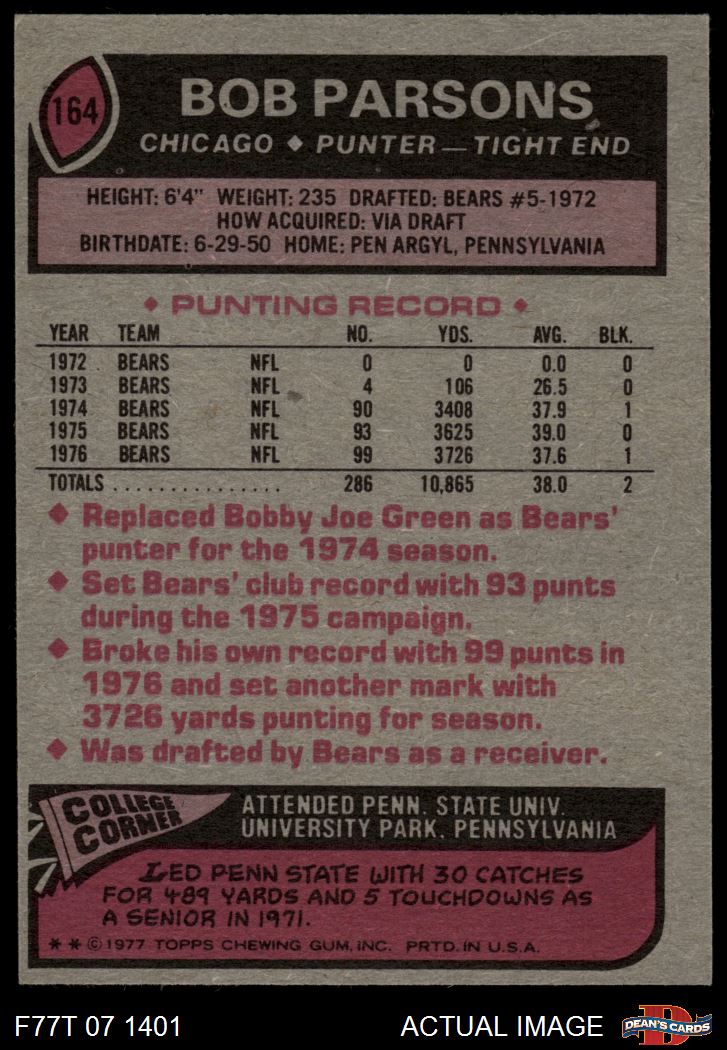 164
BOB PARSONS
CHICAGO ◆ PUNTER — TIGHT END
HEIGHT: 6'4" WEIGHT: 235 DRAFTED: BEARS #5-1972
HOW ACQUIRED: VIA DRAFT
BIRTHDATE: 6-29-50 HOME: PEN ARGYL, PENNSYLVANIA
◆ PUNTING RECORD ◆
YEAR TEAM NO. YDS. AVG. BLK.
1972 BEARS NFL 0 0 0.0 0
1973 BEARS NFL 4 106 26.5 0
1974 BEARS NFL 90 3408 37.9 1
1975 BEARS NFL 93 3625 39.0 0
1976 BEARS NFL 99 3726 37.6 1
TOTALS ................ 286 10,865 38.0 2
◆ Replaced Bobby Joe Green as Bears'
punter for the 1974 season.
◆ Set Bears' club record with 93 punts
during the 1975 campaign.
◆ Broke his own record with 99 punts in
1976 and set another mark with
3726 yards punting for season.
◆ Was drafted by Bears as a receiver.
COLLEGE
CORNER
ATTENDED PENN. STATE UNIV.
UNIVERSITY PARK, PENNSYLVANIA
LED PENN STATE WITH 30 CATCHES
FOR 489 YARDS AND 5 TOUCHDOWNS AS
A SENIOR IN 1971.
* * © 1977 TOPPS CHEWING GUM, INC. PRTD. IN U.S.A.
F77T 07 1401 ACTUAL IMAGE D DEAN'S CARDS